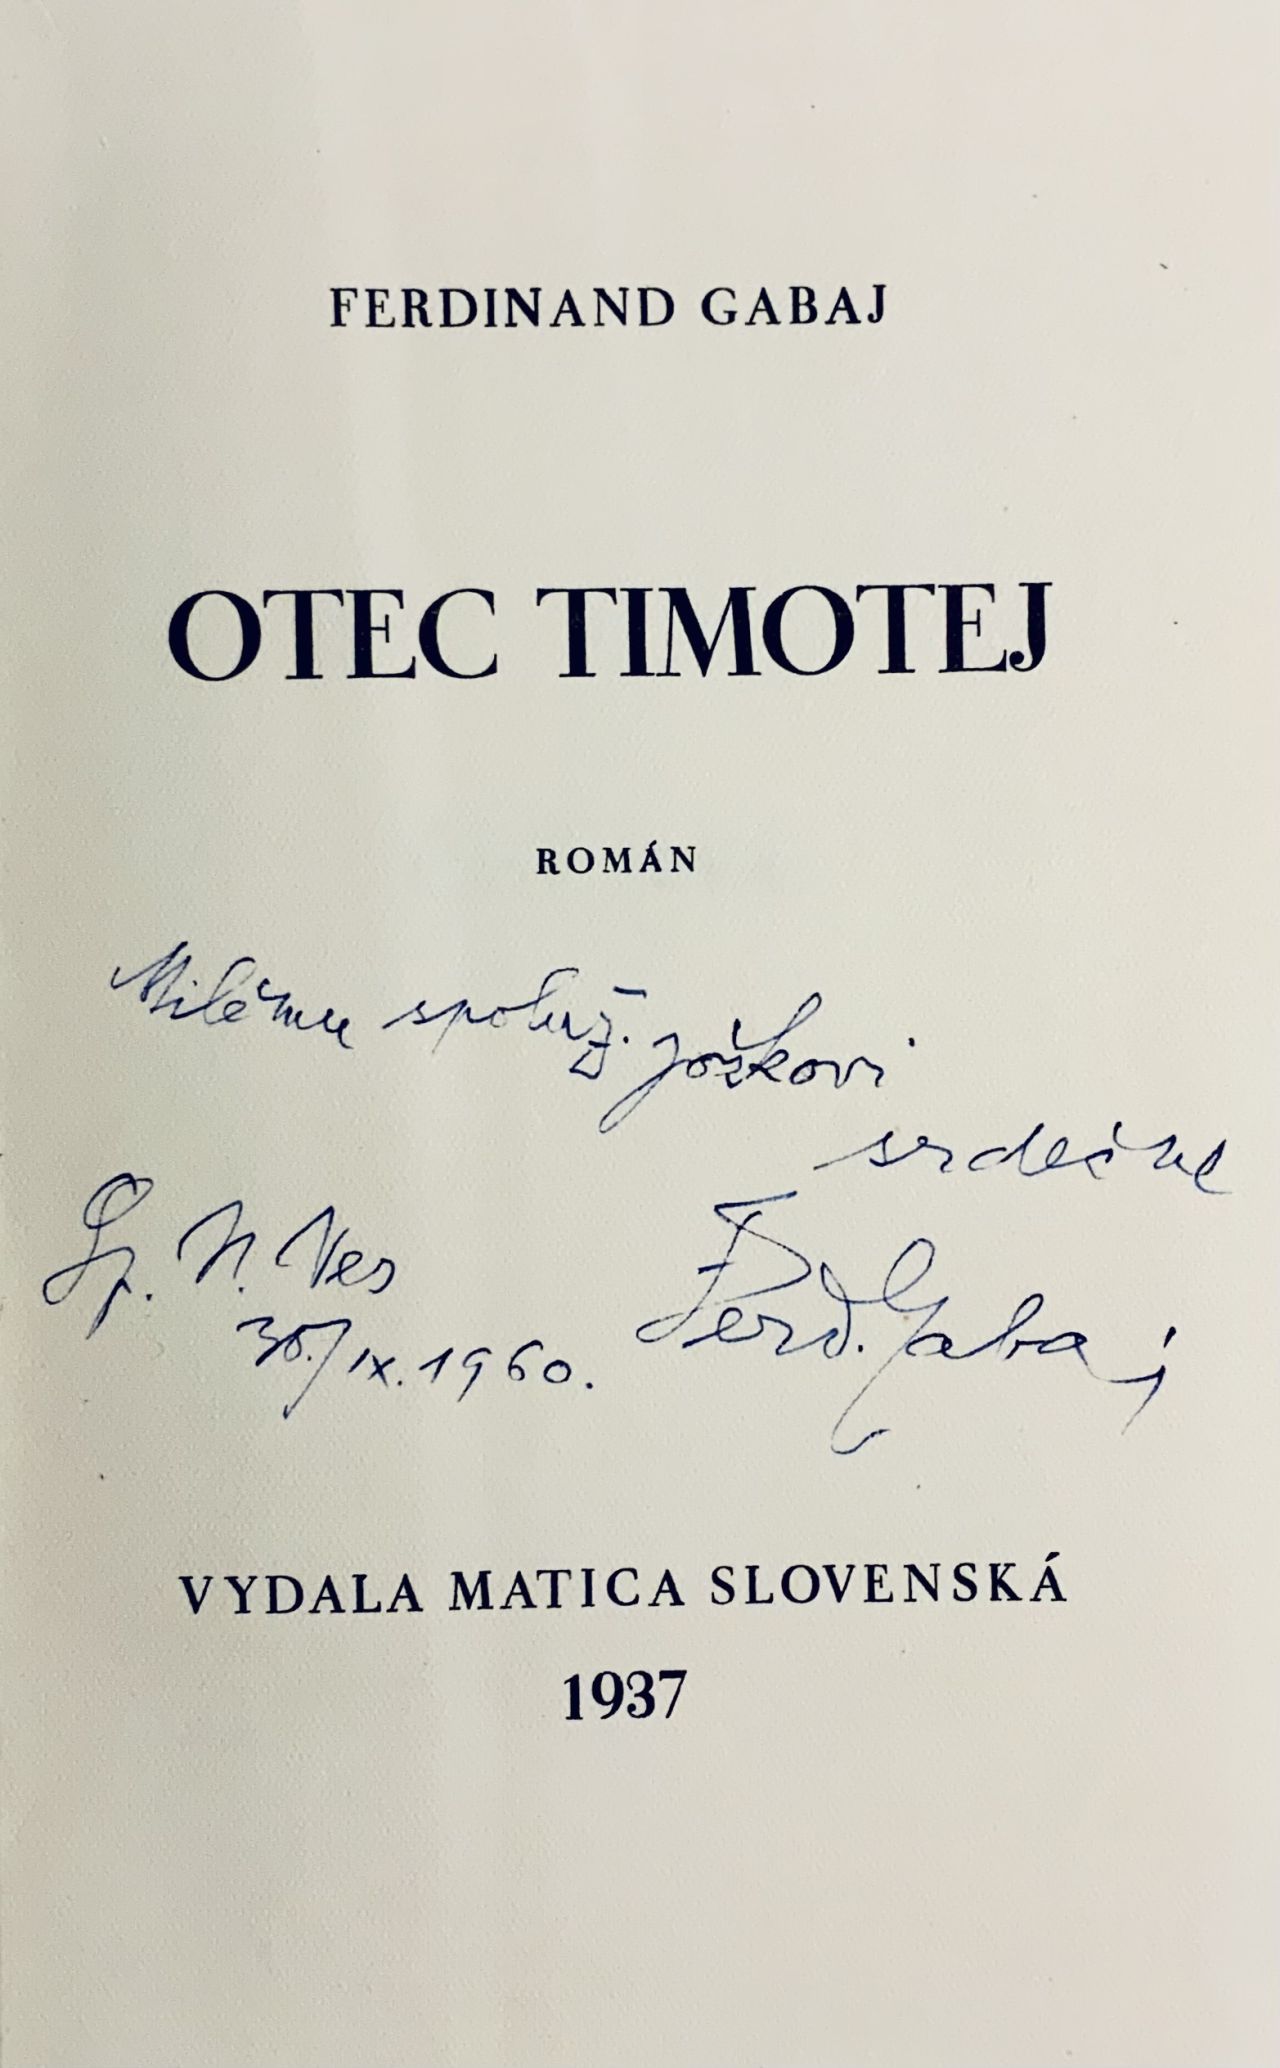 FERDINAND GABAJ
OTEC TIMOTEJ
ROMÁN
Milému spoluž. Jožkovi
srdečne
Sp. N. Ves
30./IX. 1960.
Ferd. Gabaj
VYDALA MATICA SLOVENSKÁ
1937